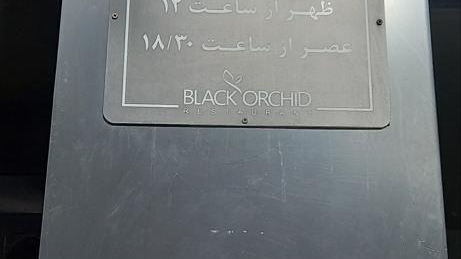 ظهر از ساعت ۱۲
عصر از ساعت ۱۸/۳۰
BLACK ORCHID
RESTAURANT